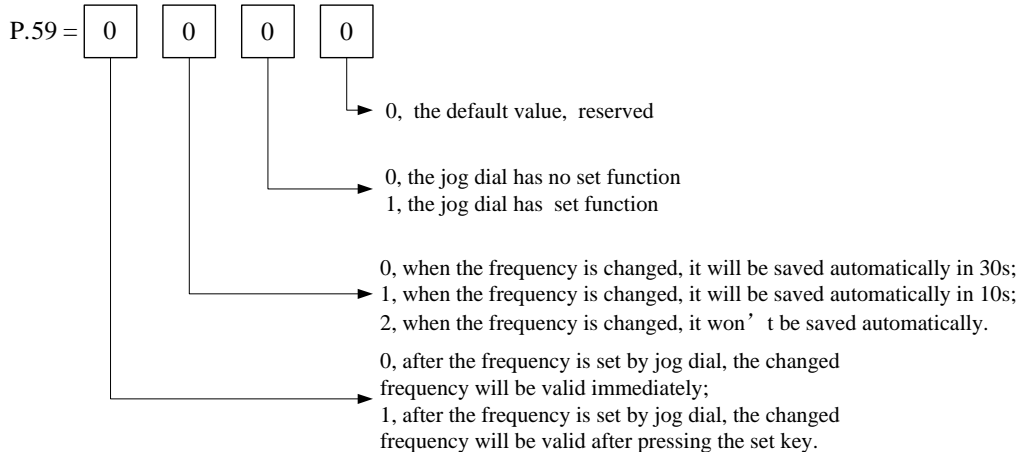 P.59 = 0 0 0 0
0, the default value, reserved
0, the jog dial has no set function
1, the jog dial has set function
0, when the frequency is changed, it will be saved automatically in 30s;
1, when the frequency is changed, it will be saved automatically in 10s;
2, when the frequency is changed, it won’t be saved automatically.
0, after the frequency is set by jog dial, the changed
frequency will be valid immediately;
1, after the frequency is set by jog dial, the changed
frequency will be valid after pressing the set key.